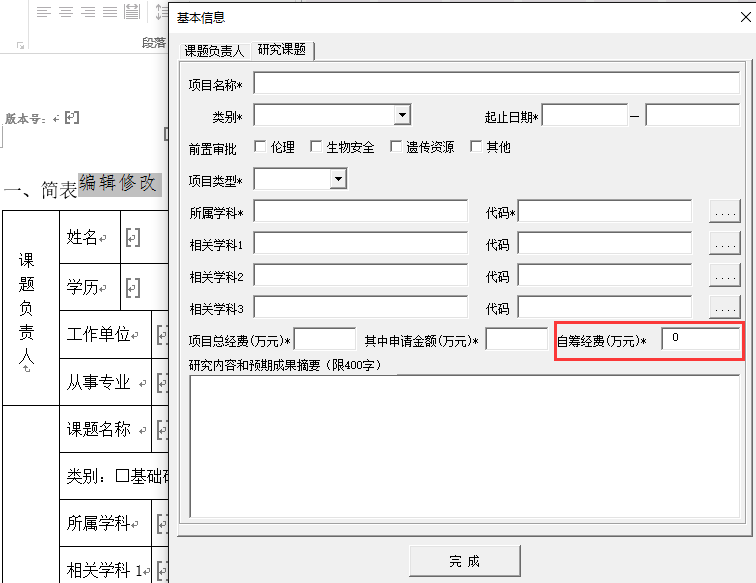 段落
版本号：
一、简表编辑修改
课题负责人
姓名
学历
工作单位
从事专业
课题名称
类别：□基础
所属学科
相关学科 1
基本信息
课题负责人 研究课题
项目名称*
类别* 起止日期* —
前置审批 伦理 生物安全 遗传资源 其他
项目类型*
所属学科* 代码* ....
相关学科1 代码 ....
相关学科2 代码 ....
相关学科3 代码 ....
项目总经费(万元)* 其中申请金额(万元)* 自筹经费(万元)* 0
研究内容和预期成果摘要（限400字）
完 成